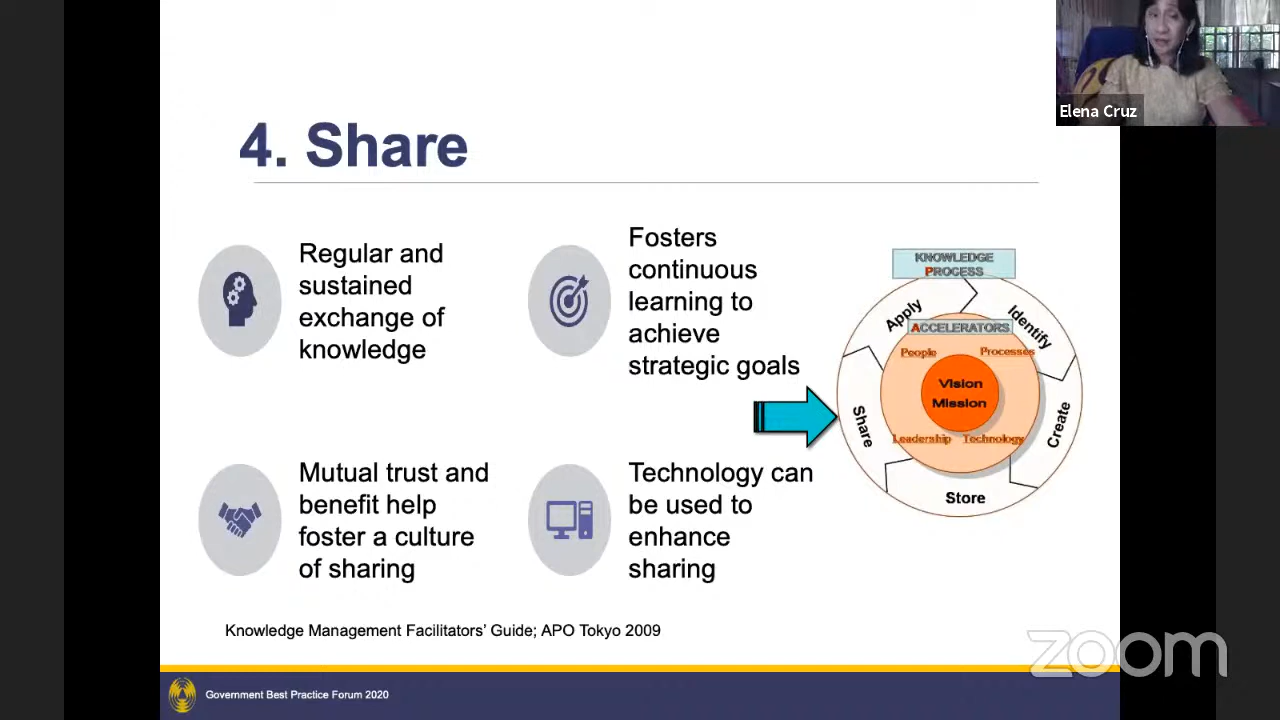 Elena Cruz
4. Share
Regular and
sustained
exchange of
knowledge
Fosters
continuous
learning to
achieve
strategic goals
Mutual trust and
benefit help
foster a culture
of sharing
Technology can
be used to
enhance
sharing
KNOWLEDGE
PROCESS
Apply
Identify
ACCELERATORS
People
Processes
Vision
Mission
Share
Create
Leadership
Technology
Store
Knowledge Management Facilitators' Guide; APO Tokyo 2009
zoom
Government Best Practice Forum 2020